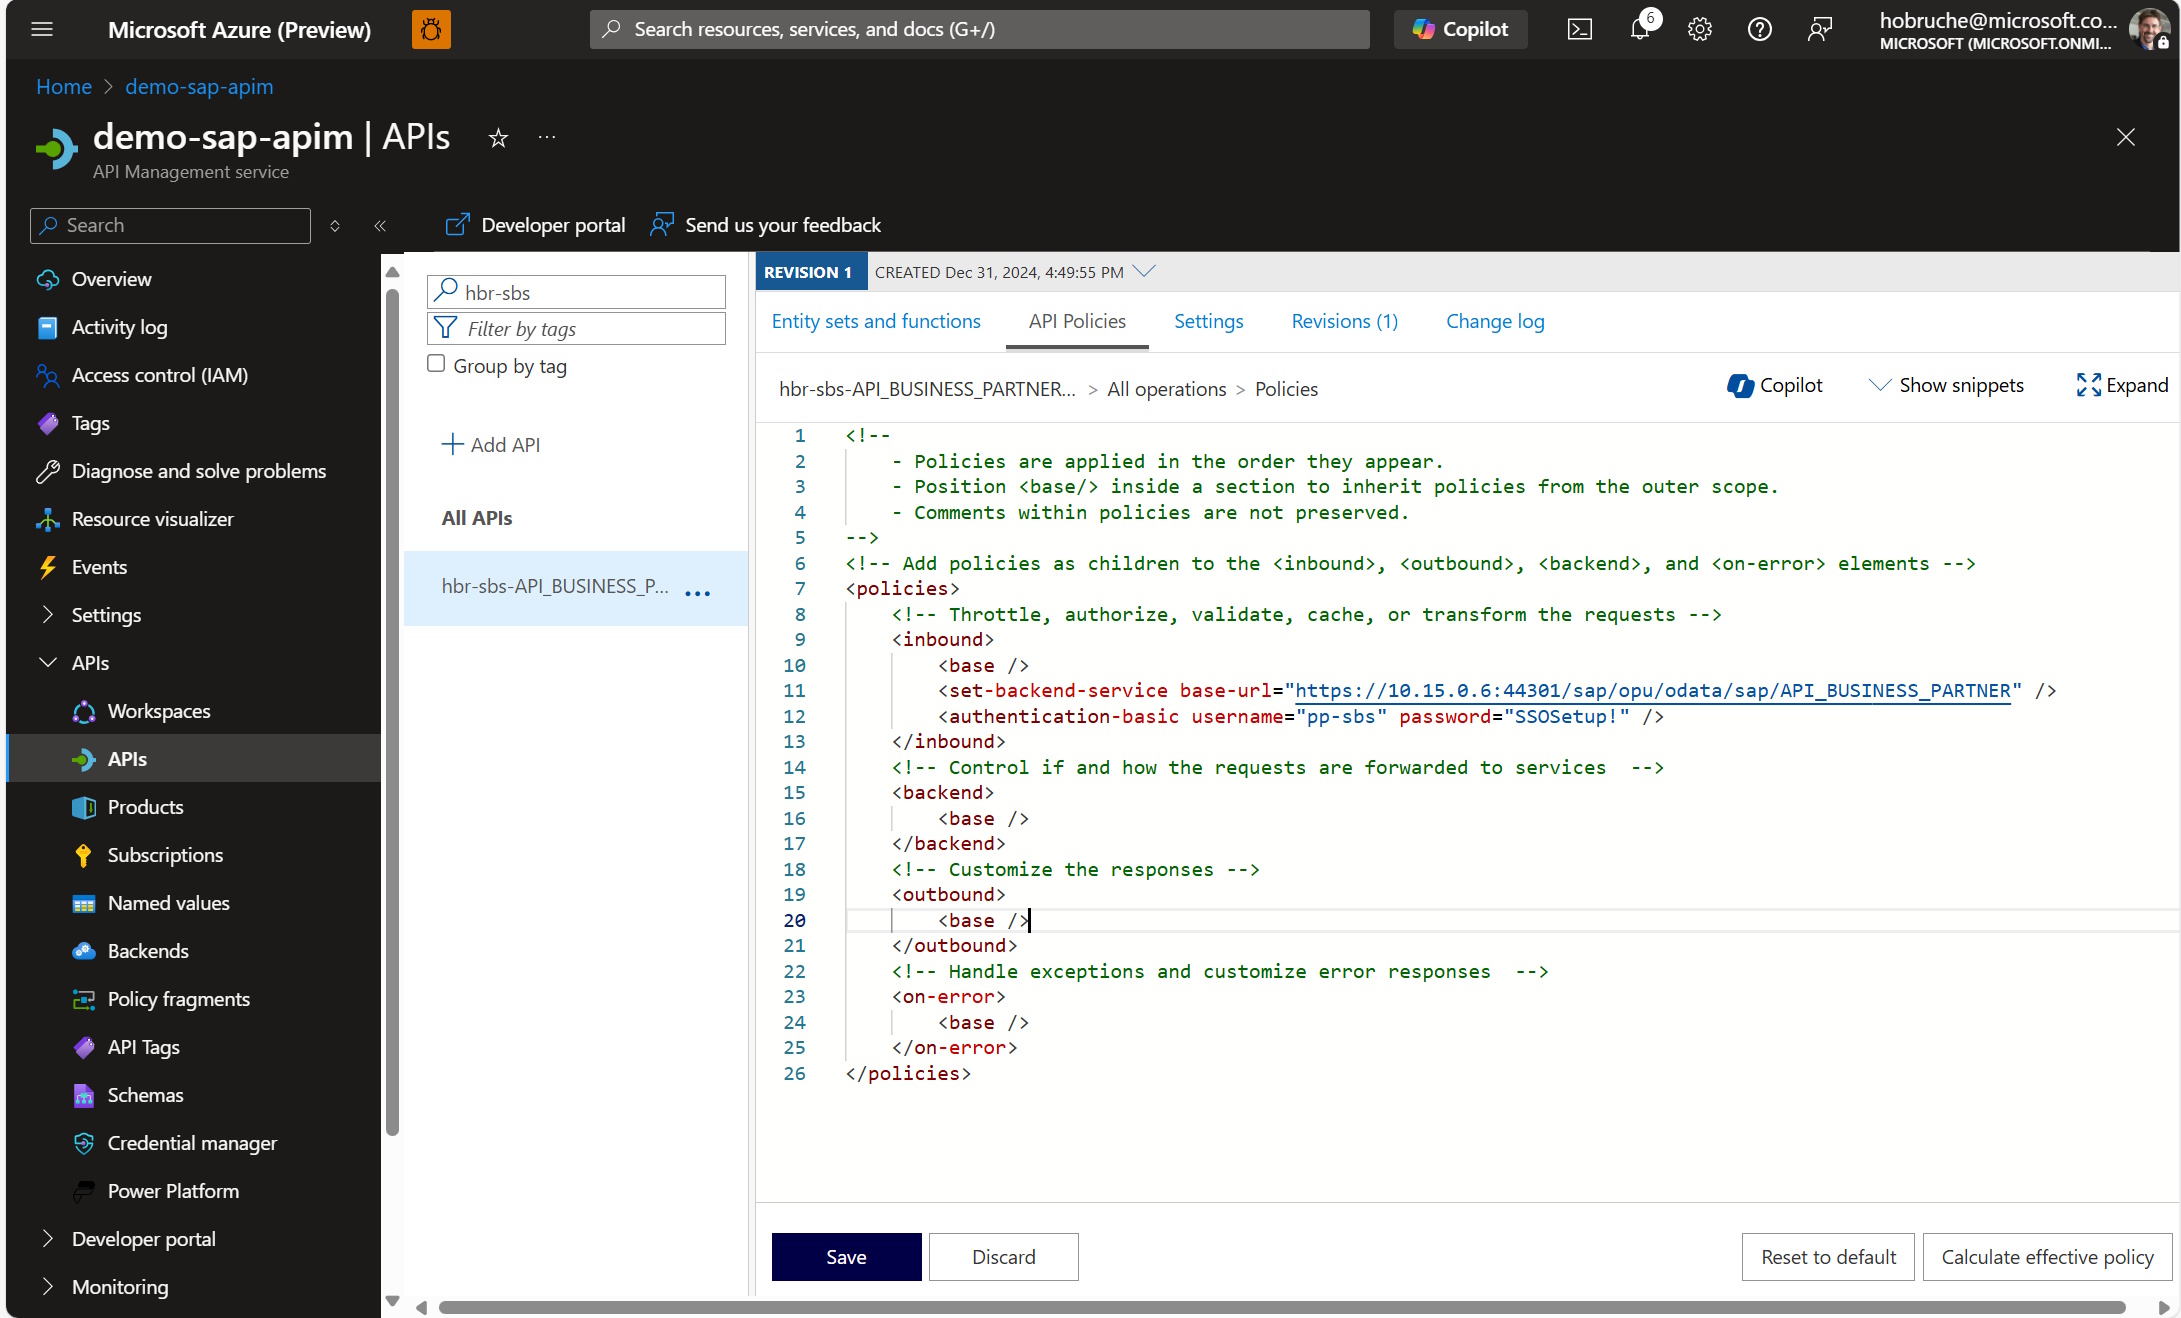 Microsoft Azure (Preview)
Search resources, services, and docs (G+/)
Copilot
6
hobruche@microsoft.co...
MICROSOFT (MICROSOFT.ONMI...
Home > demo-sap-apim
demo-sap-apim | APIs
...
API Management service
Search
Developer portal
Send us your feedback
Overview
Activity log
Access control (IAM)
Tags
Diagnose and solve problems
Resource visualizer
Events
Settings
APIs
Workspaces
APIs
Products
Subscriptions
Named values
Backends
Policy fragments
API Tags
Schemas
Credential manager
Power Platform
Developer portal
Monitoring
hbr-sbs
Filter by tags
Group by tag
Add API
All APIs
hbr-sbs-API_BUSINESS_P... ...
REVISION 1 CREATED Dec 31, 2024, 4:49:55 PM
Entity sets and functions API Policies Settings Revisions (1) Change log
hbr-sbs-API_BUSINESS_PARTNER... > All operations > Policies
Copilot Show snippets Expand
1 <!--
2 - Policies are applied in the order they appear.
3 - Position <base/> inside a section to inherit policies from the outer scope.
4 - Comments within policies are not preserved.
5 -->
6 <!-- Add policies as children to the <inbound>, <outbound>, <backend>, and <on-error> elements -->
7 <policies>
8 <!-- Throttle, authorize, validate, cache, or transform the requests -->
9 <inbound>
10 <base />
11 <set-backend-service base-url="https://10.15.0.6:44301/sap/opu/odata/sap/API_BUSINESS_PARTNER" />
12 <authentication-basic username="pp-sbs" password="SSOSetup!" />
13 </inbound>
14 <!-- Control if and how the requests are forwarded to services  -->
15 <backend>
16 <base />
17 </backend>
18 <!-- Customize the responses -->
19 <outbound>
20 <base />
21 </outbound>
22 <!-- Handle exceptions and customize error responses  -->
23 <on-error>
24 <base />
25 </on-error>
26 </policies>
Save
Discard
Reset to default
Calculate effective policy